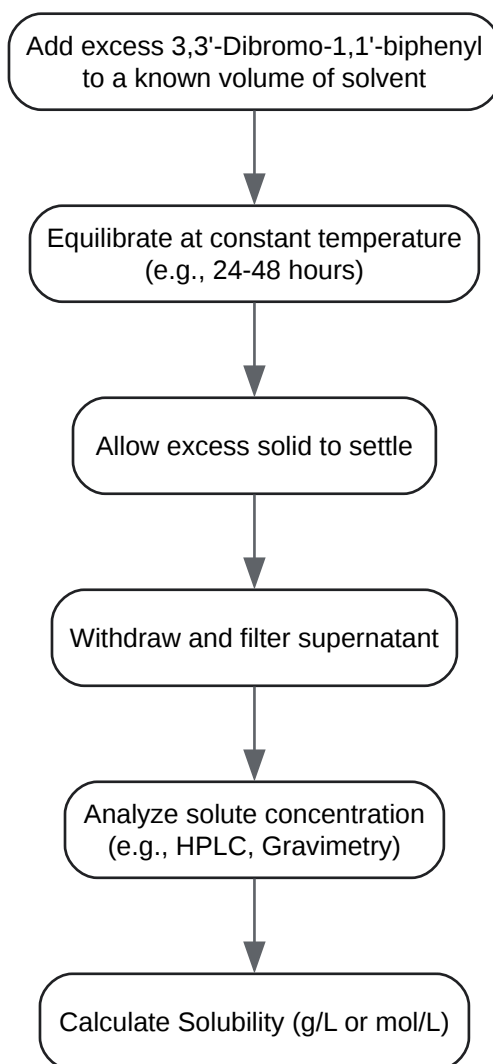 Add excess 3,3'-Dibromo-1,1'-biphenyl
to a known volume of solvent
Equilibrate at constant temperature
(e.g., 24-48 hours)
Allow excess solid to settle
Withdraw and filter supernatant
Analyze solute concentration
(e.g., HPLC, Gravimetry)
Calculate Solubility (g/L or mol/L)